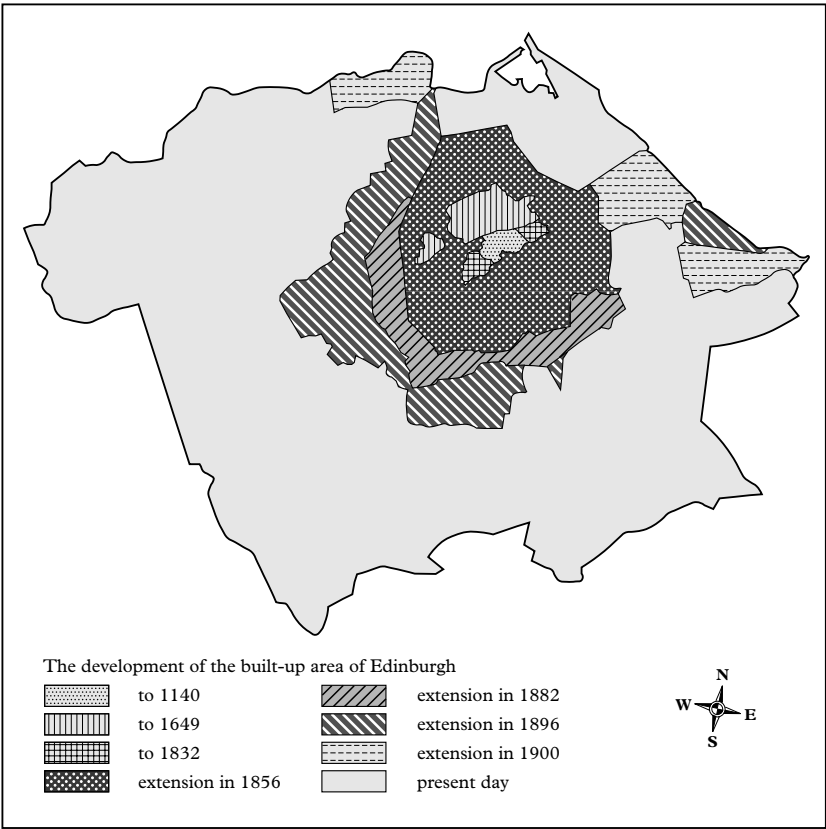 The development of the built-up area of Edinburgh
to 1140
to 1649
to 1832
extension in 1856
extension in 1882
extension in 1896
extension in 1900
present day
N
W
E
S